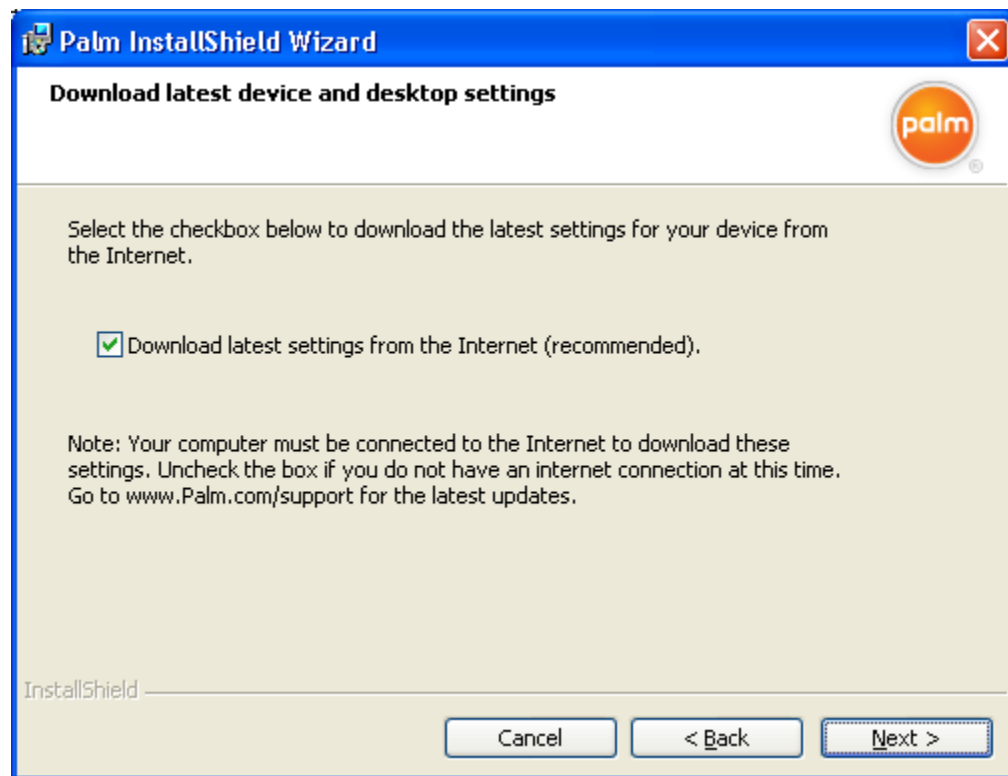 Palm InstallShield Wizard
Download latest device and desktop settings
palm
®
Select the checkbox below to download the latest settings for your device from
the Internet.
Download latest settings from the Internet (recommended).
Note: Your computer must be connected to the Internet to download these
settings. Uncheck the box if you do not have an internet connection at this time.
Go to www.Palm.com/support for the latest updates.
InstallShield
Cancel < Back Next >